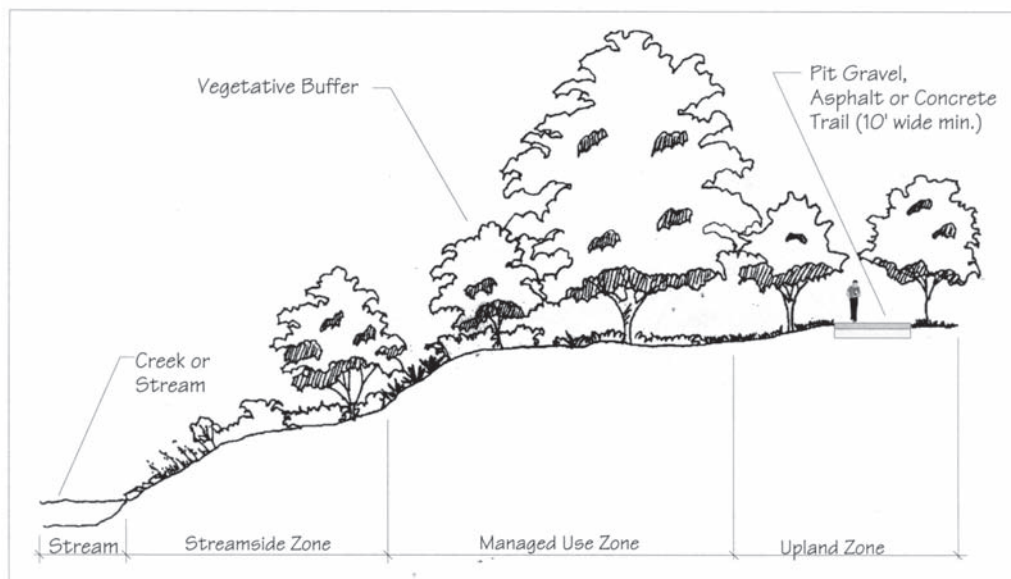 Vegetative Buffer
Pit Gravel,
Asphalt or Concrete
Trail (10' wide min.)
Creek or
Stream
Stream
Streamside Zone
Managed Use Zone
Upland Zone